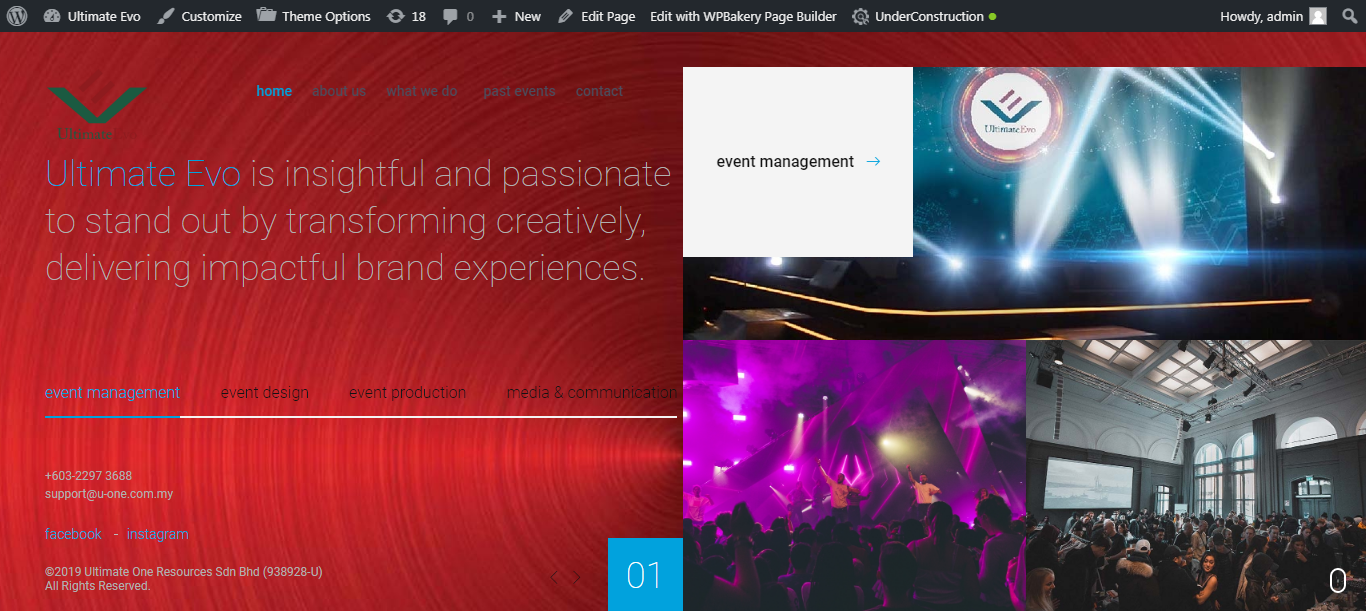 Ultimate Evo Customize Theme Options 18 0 New Edit Page Edit with WPBakery Page Builder UnderConstruction Howdy, admin
home about us what we do past events contact
Ultimate
Ultimate Evo is insightful and passionate
to stand out by transforming creatively,
delivering impactful brand experiences.
event management →
Ultimate Evo
event management event design event production media & communication
+603-2297 3688
support@u-one.com.my
facebook - instagram
©2019 Ultimate One Resources Sdn Bhd (938928-U)
All Rights Reserved.
01